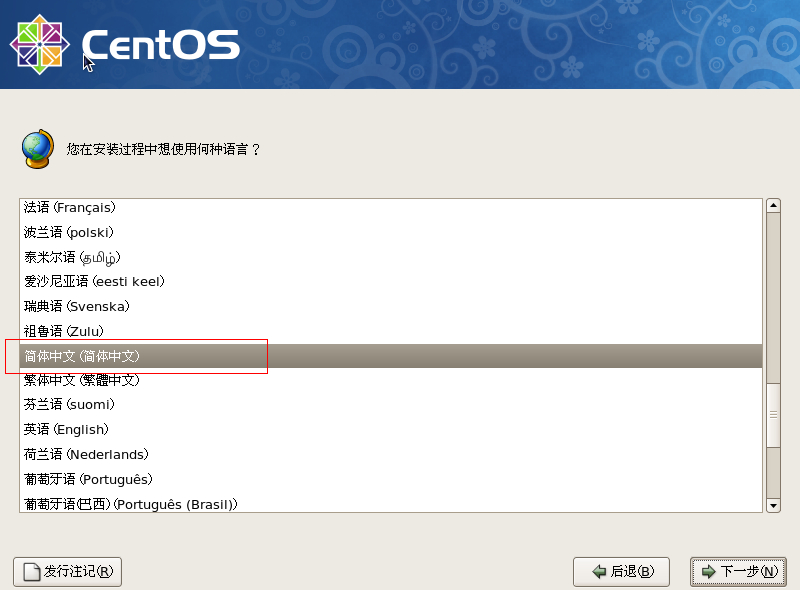 CentOS
您在安装过程中想使用何种语言？
法语 (Français)
波兰语 (polski)
泰米尔语 (தமிழ்)
爱沙尼亚语 (eesti keel)
瑞典语 (Svenska)
祖鲁语 (Zulu)
简体中文 (简体中文)
繁体中文 (繁體中文)
芬兰语 (suomi)
英语 (English)
荷兰语 (Nederlands)
葡萄牙语 (Português)
葡萄牙语(巴西) (Português (Brasil))
发行注记(R) 后退(B) 下一步(N)